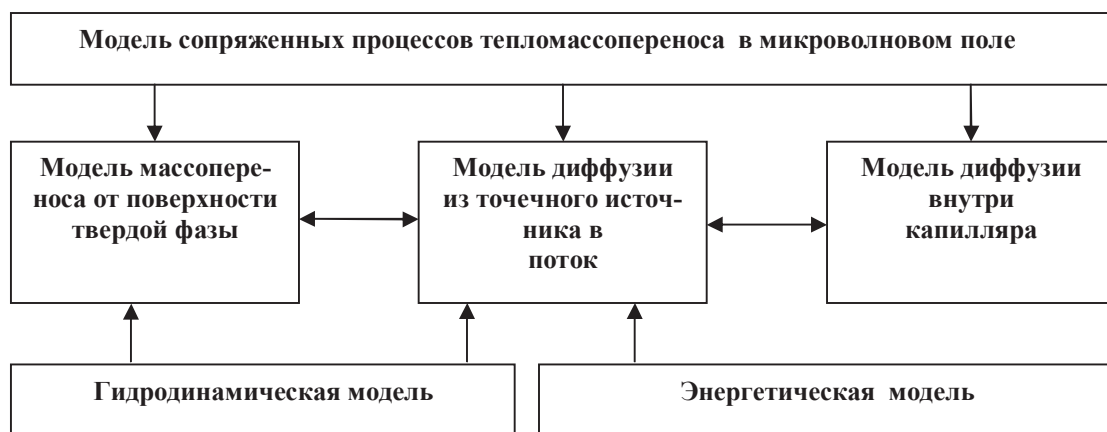 Модель сопряженных процессов тепломассопереноса в микроволновом поле
Модель массопере-
носа от поверхности
твердой фазы
Модель диффузии
из точечного источ-
ника в
поток
Модель диффузии
внутри
капилляра
Гидродинамическая модель
Энергетическая модель